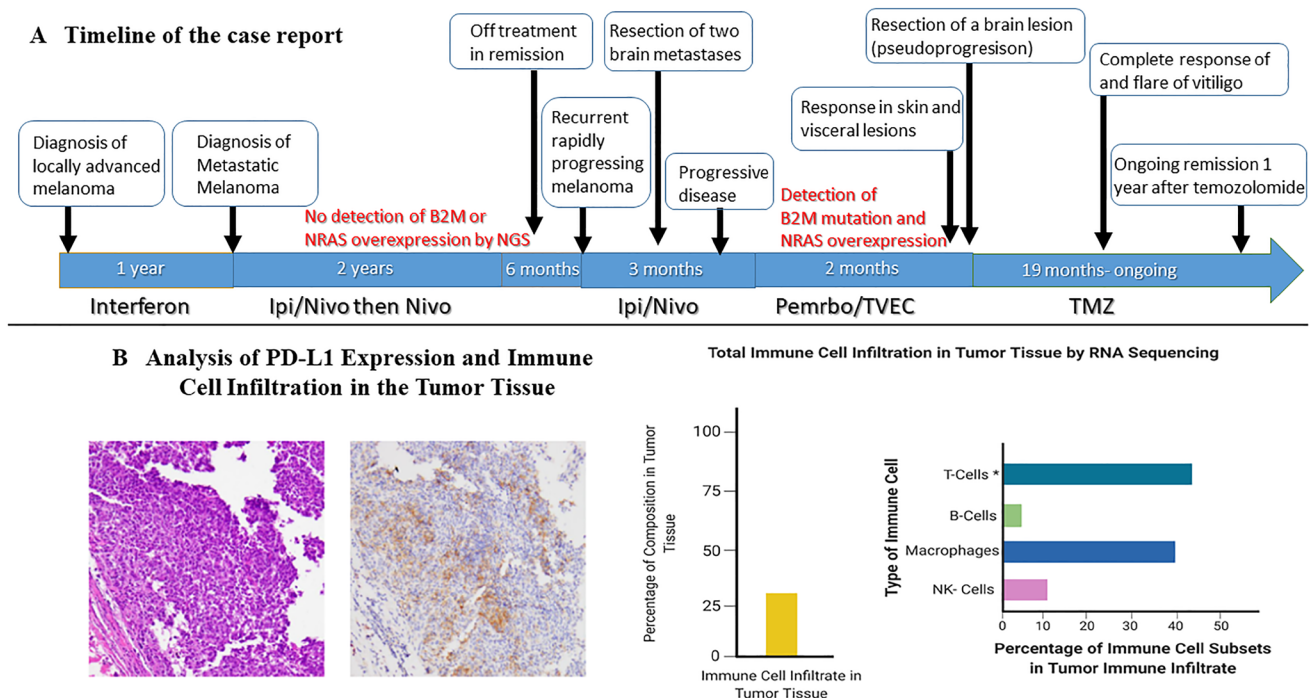 A Timeline of the case report
Diagnosis of
locally advanced
melanoma
Diagnosis of
Metastatic
Melanoma
Off treatment
in remission
Recurrent
rapidly
progressing
melanoma
Resection of two
brain metastases
Progressive
disease
Response in skin and
visceral lesions
Resection of a brain lesion
(pseudoprogresison)
Complete response of
and flare of vitiligo
Ongoing remission 1
year after temozolomide
No detection of B2M or
NRAS overexpression by NGS
Detection of
B2M mutation and
NRAS overexpression
1 year
2 years
6 months
3 months
2 months
19 months- ongoing
Interferon
Ipi/Nivo then Nivo
Ipi/Nivo
Pemrbo/TVEC
TMZ
B Analysis of PD-L1 Expression and Immune
Cell Infiltration in the Tumor Tissue
Total Immune Cell Infiltration in Tumor Tissue by RNA Sequencing
Percentage of Composition in Tumor
Tissue
100
75
50
25
0
Immune Cell Infiltrate in
Tumor Tissue
Type of Immune Cell
T-Cells *
B-Cells
Macrophages
NK- Cells
0 10 20 30 40 50
Percentage of Immune Cell Subsets
in Tumor Immune Infiltrate